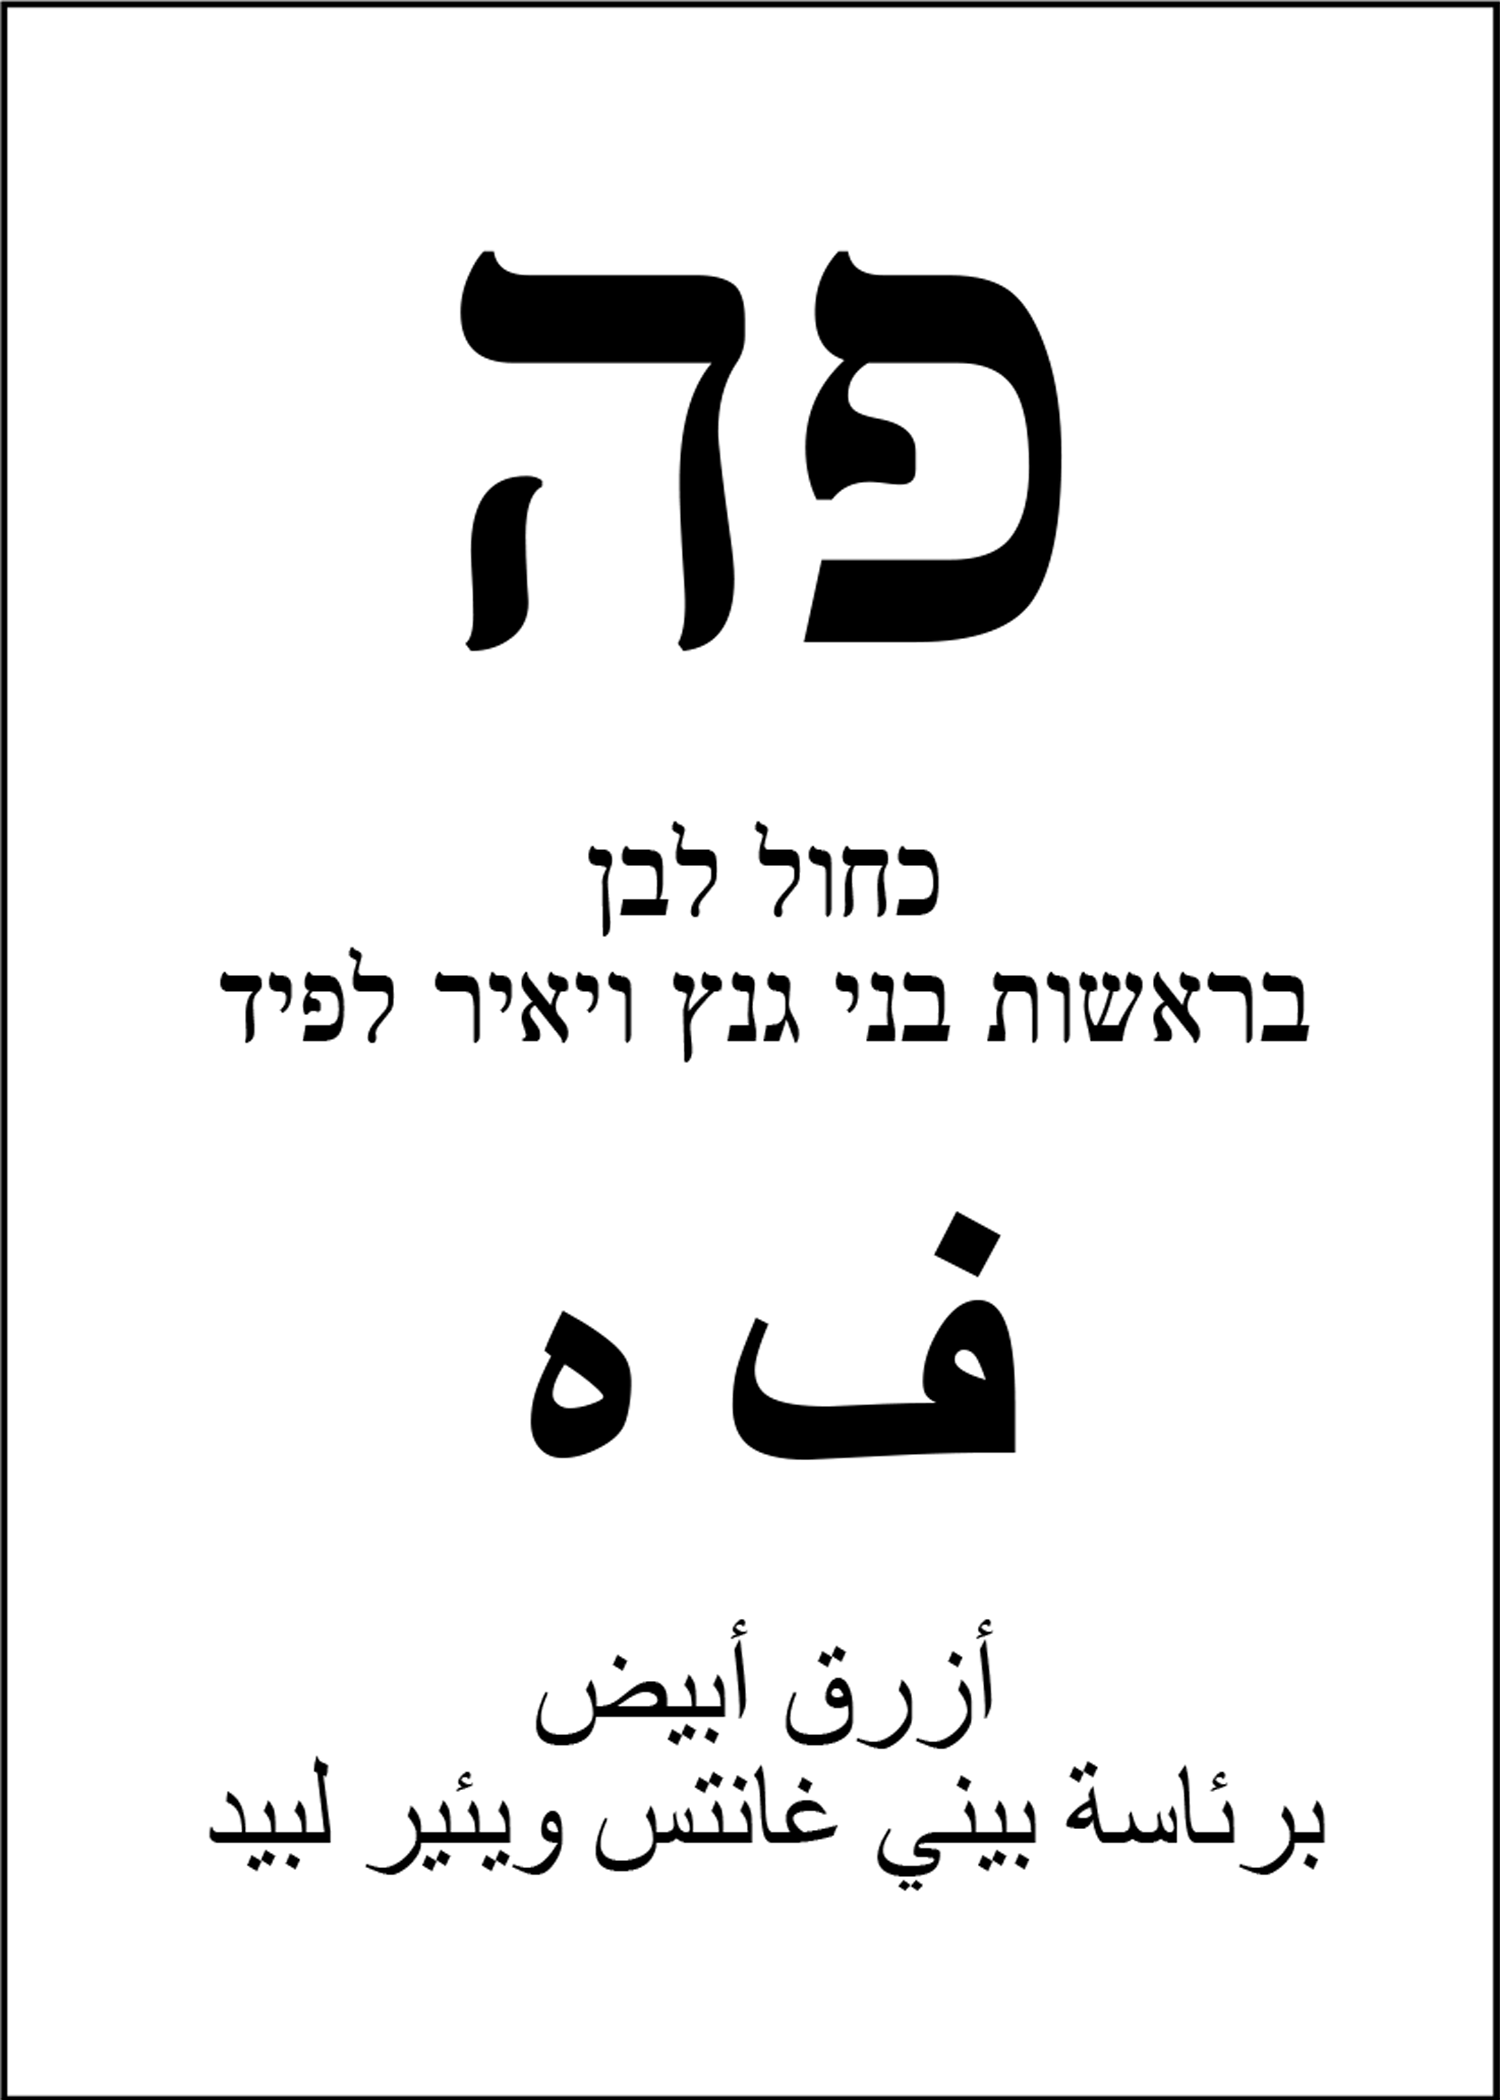 פה
כחול לבן
בראשות בני גנץ ויאיר לפיד
ف ه
أزرق أبيض
برئاسة بيني غانتس ويئير لبيد